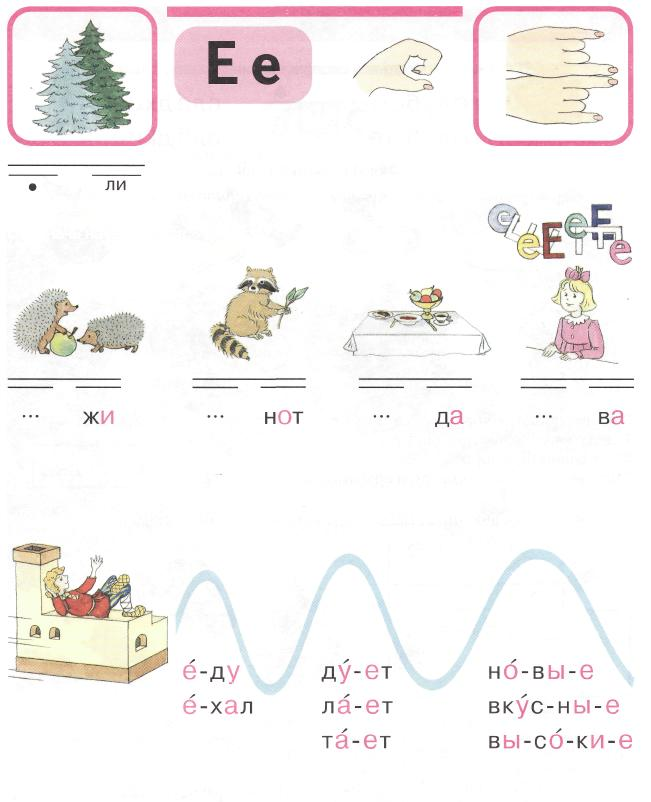 Е е
• ли
е е Е е Е е
... жи ... нот ... да ... ва
е́-ду ду́-ет но́-вы-е
е́-хал ла́-ет вку́с-ны-е
та́-ет вы-со́-ки-е